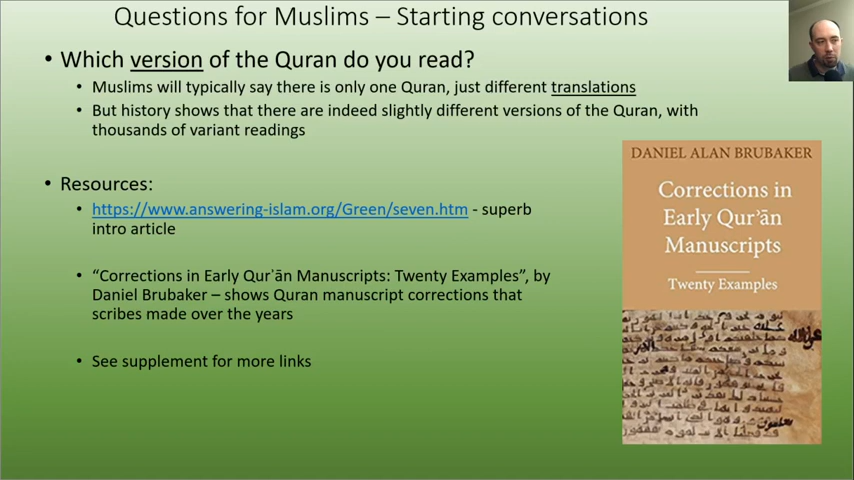 Questions for Muslims – Starting conversations
• Which version of the Quran do you read?
• Muslims will typically say there is only one Quran, just different translations
• But history shows that there are indeed slightly different versions of the Quran, with
thousands of variant readings
• Resources:
• https://www.answering-islam.org/Green/seven.htm - superb
intro article
• “Corrections in Early Qurʾān Manuscripts: Twenty Examples”, by
Daniel Brubaker – shows Quran manuscript corrections that
scribes made over the years
• See supplement for more links
DANIEL ALAN BRUBAKER
Corrections in
Early Qurʾān
Manuscripts
Twenty Examples